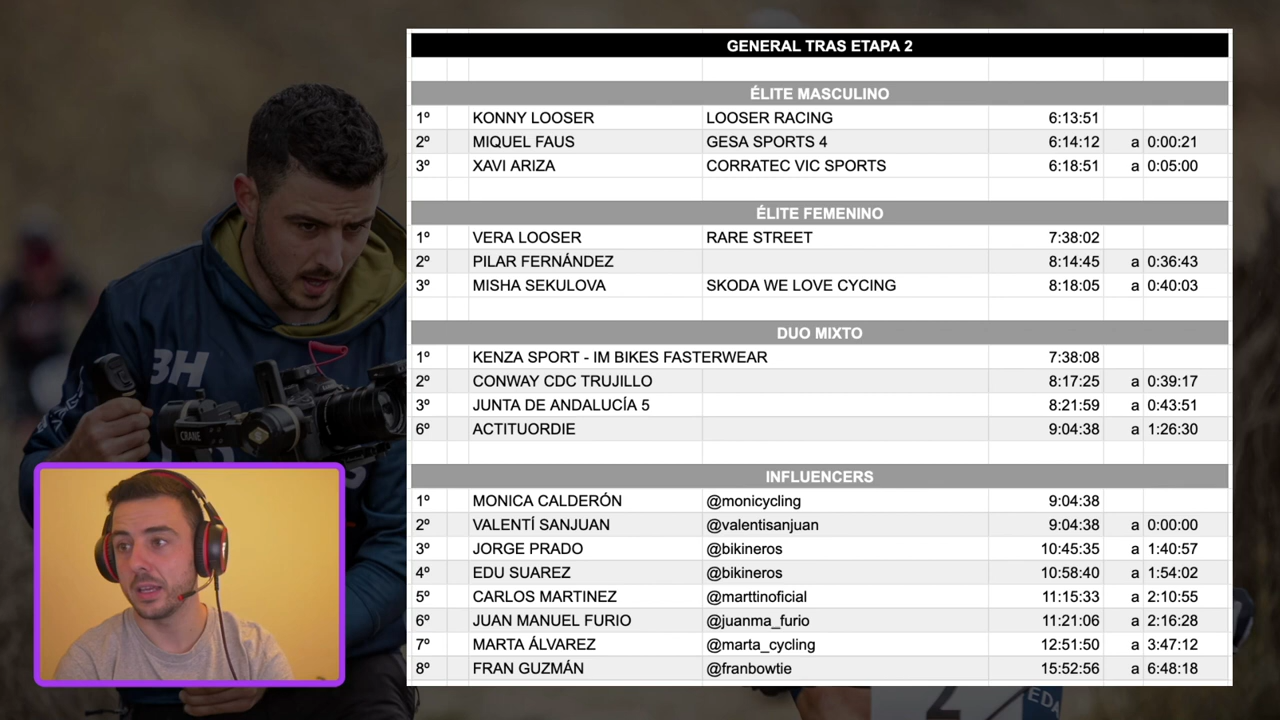 GENERAL TRAS ETAPA 2
ÉLITE MASCULINO
1º KONNY LOOSER LOOSER RACING 6:13:51
2º MIQUEL FAUS GESA SPORTS 4 6:14:12 a 0:00:21
3º XAVI ARIZA CORRATEC VIC SPORTS 6:18:51 a 0:05:00
ÉLITE FEMENINO
1º VERA LOOSER RARE STREET 7:38:02
2º PILAR FERNÁNDEZ 8:14:45 a 0:36:43
3º MISHA SEKULOVA SKODA WE LOVE CYCING 8:18:05 a 0:40:03
DUO MIXTO
1º KENZA SPORT - IM BIKES FASTERWEAR 7:38:08
2º CONWAY CDC TRUJILLO 8:17:25 a 0:39:17
3º JUNTA DE ANDALUCÍA 5 8:21:59 a 0:43:51
6º ACTITUORDIE 9:04:38 a 1:26:30
INFLUENCERS
1º MONICA CALDERÓN @monicycling 9:04:38
2º VALENTÍ SANJUAN @valentisanjuan 9:04:38 a 0:00:00
3º JORGE PRADO @bikineros 10:45:35 a 1:40:57
4º EDU SUAREZ @bikineros 10:58:40 a 1:54:02
5º CARLOS MARTINEZ @marttinoficial 11:15:33 a 2:10:55
6º JUAN MANUEL FURIO @juanma_furio 11:21:06 a 2:16:28
7º MARTA ÁLVAREZ @marta_cycling 12:51:50 a 3:47:12
8º FRAN GUZMÁN @franbowtie 15:52:56 a 6:48:18
3H
CRANE